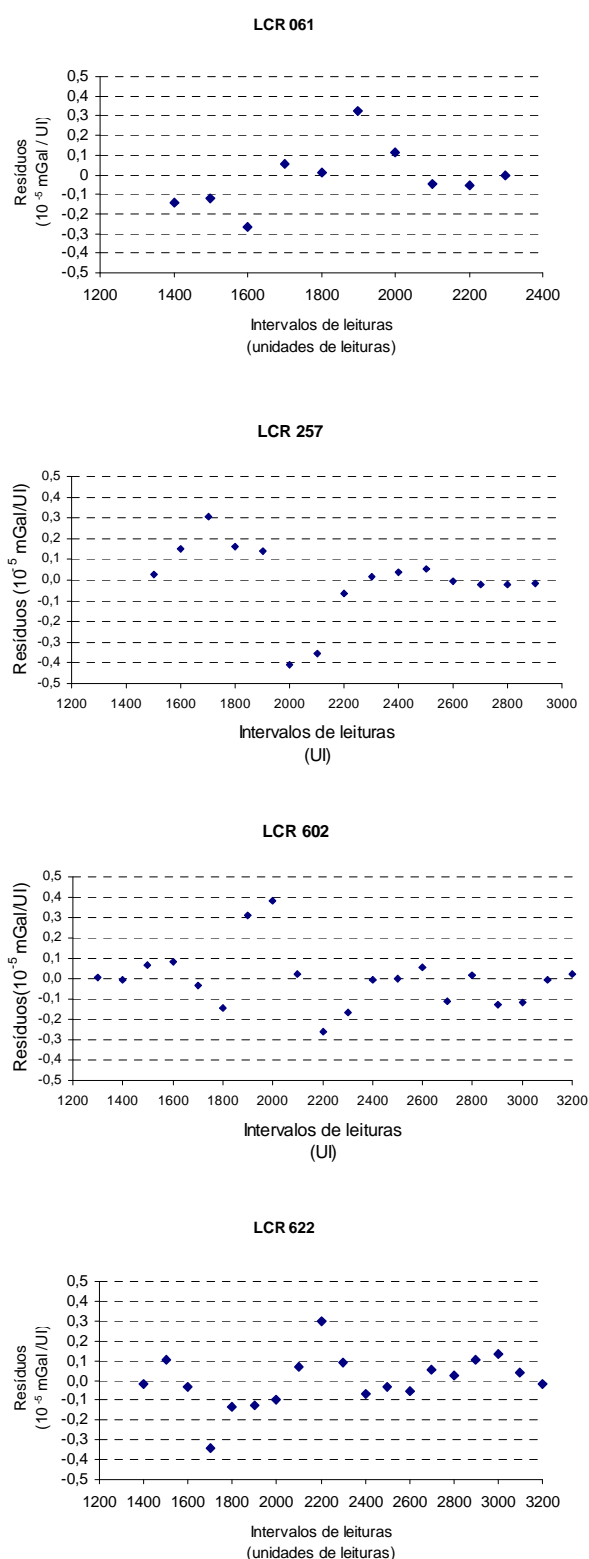 LCR 061
Resíduos
(10 -5 mGal / UI)
0,5
0,4
0,3
0,2
0,1
0
-0,1
-0,2
-0,3
-0,4
-0,5
1200 1400 1600 1800 2000 2200 2400
Intervalos de leituras
(unidades de leituras)
LCR 257
Resíduos (10-5 mGal/UI)
0,5
0,4
0,3
0,2
0,1
0,0
-0,1
-0,2
-0,3
-0,4
-0,5
1200 1400 1600 1800 2000 2200 2400 2600 2800 3000
Intervalos de leituras
(UI)
LCR 602
Resíduos(10-5 mGal/UI)
0,5
0,4
0,3
0,2
0,1
0,0
-0,1
-0,2
-0,3
-0,4
-0,5
1200 1400 1600 1800 2000 2200 2400 2600 2800 3000 3200
Intervalos de leituras
(UI)
LCR 622
Resíduos
(10 -5 mGal /UI)
0,5
0,4
0,3
0,2
0,1
0,0
-0,1
-0,2
-0,3
-0,4
-0,5
1200 1400 1600 1800 2000 2200 2400 2600 2800 3000 3200
Intervalos de leituras
(unidades de leituras)